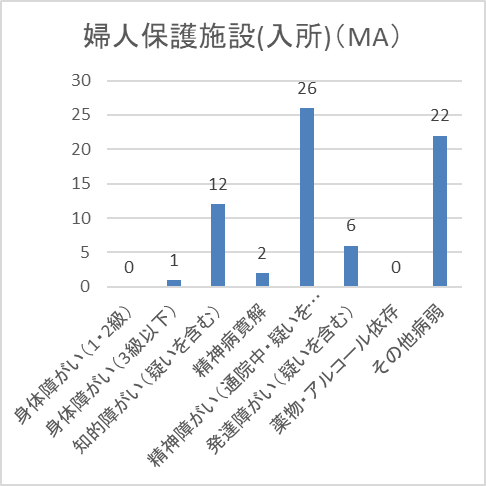 婦人保護施設(入所)(MA)
30
25
20
15
10
5
0
0
1
12
2
26
6
0
22
身体障がい(1・2級)
身体障がい(3級以下)
知的障がい(疑いを含む)
精神病寛解
精神障がい(通院中・疑いを…
発達障がい(疑いを含む)
薬物・アルコール依存
その他病弱